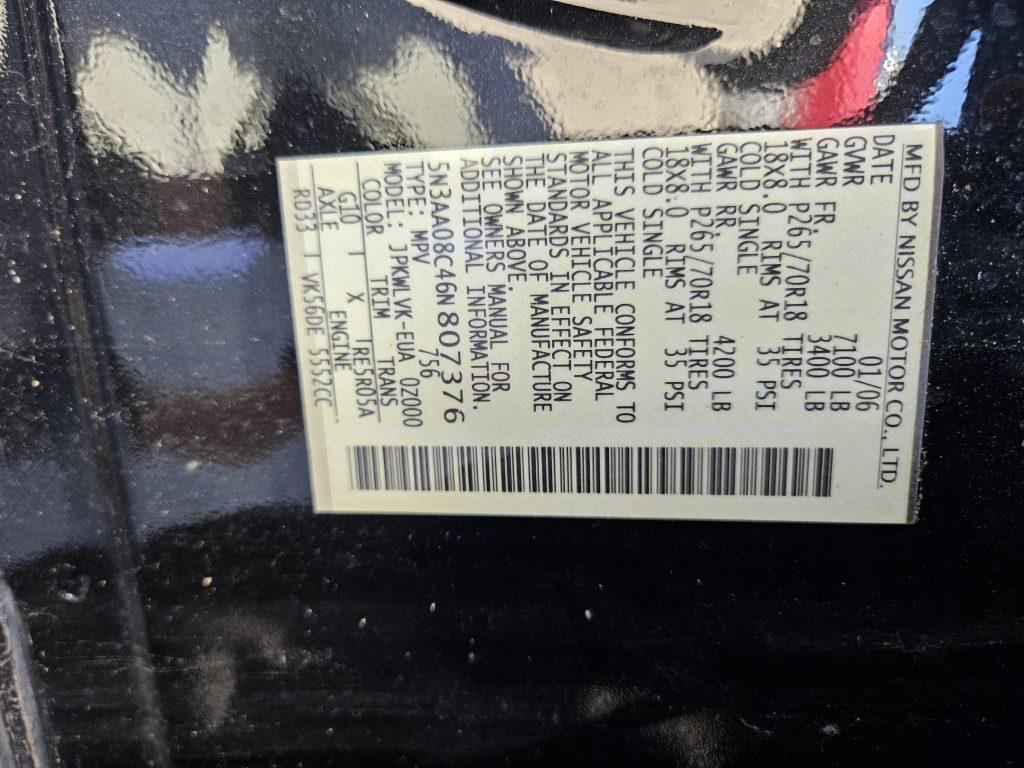 MFD BY NISSAN MOTOR CO., LTD.
DATE 01/06
GVWR 7100 LB
GAWR FR. 3400 LB
WITH P265/70R18 TIRES
18X8.0 RIMS AT 35 PSI
COLD SINGLE
GAWR RR. 4200 LB
WITH P265/70R18 TIRES
18X8.0 RIMS AT 35 PSI
COLD SINGLE
THIS VEHICLE CONFORMS TO
ALL APPLICABLE FEDERAL
MOTOR VEHICLE SAFETY
STANDARDS IN EFFECT ON
THE DATE OF MANUFACTURE
SHOWN ABOVE.
SEE OWNERS MANUAL FOR
ADDITIONAL INFORMATION.
5N3AA08C46N807376
TYPE: MPV 756
MODEL: JPKWLVK-EUA 0Z000
COLOR TRIM TRANS
G10 X RE5R05A
AXLE ENGINE
RD33 VK56DE 5552CC